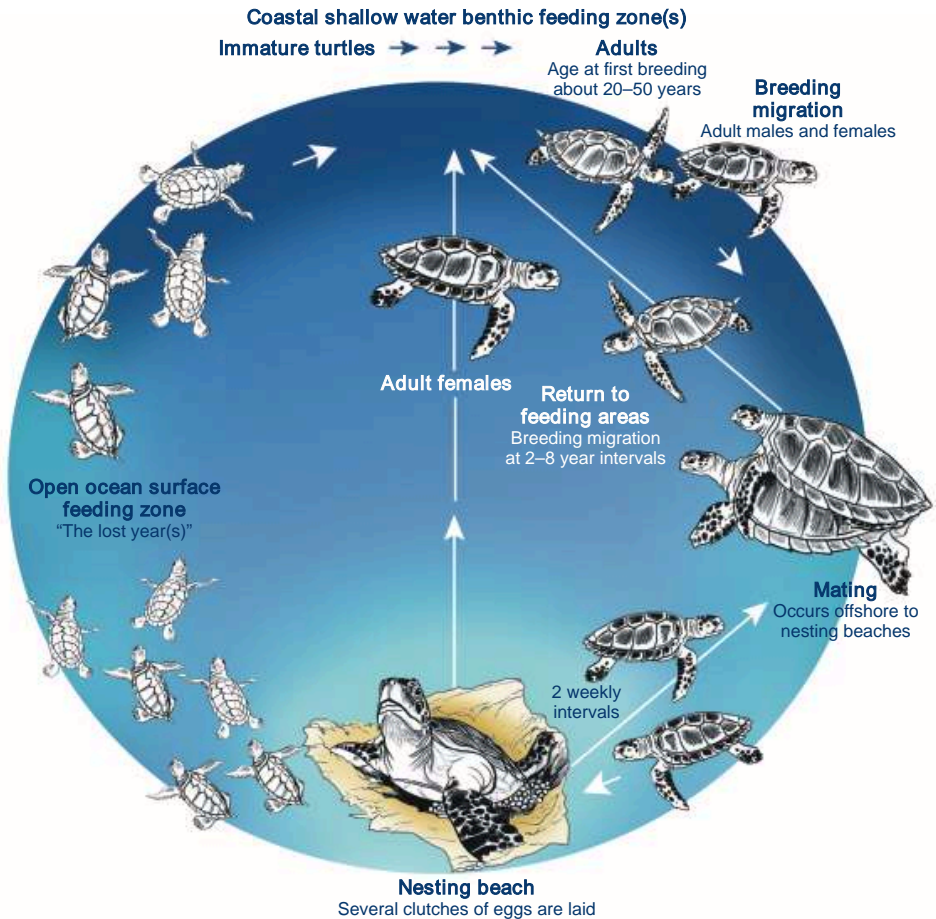 Coastal shallow water benthic feeding zone(s)
Immature turtles
Adults
Age at first breeding
about 20–50 years
Breeding
migration
Adult males and females
Adult females
Return to
feeding areas
Breeding migration
at 2–8 year intervals
Open ocean surface
feeding zone
“The lost year(s)”
Mating
Occurs offshore to
nesting beaches
2 weekly
intervals
Nesting beach
Several clutches of eggs are laid